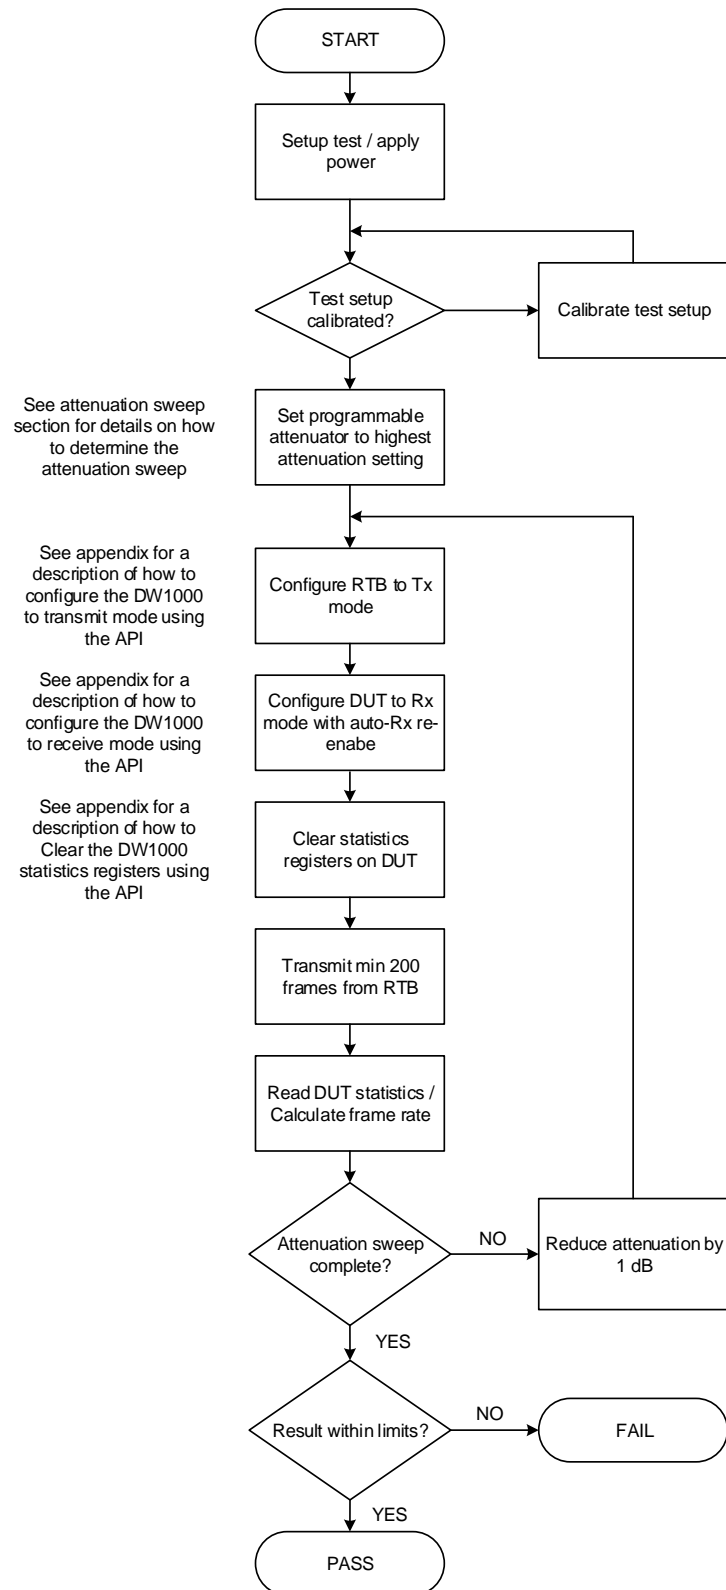 START
Setup test / apply
power
Test setup
calibrated?
Calibrate test setup
See attenuation sweep
section for details on how
to determine the
attenuation sweep
Set programmable
attenuator to highest
attenuation setting
See appendix for a
description of how to
configure the DW1000
to transmit mode using
the API
Configure RTB to Tx
mode
See appendix for a
description of how to
configure the DW1000
to receive mode using
the API
Configure DUT to Rx
mode with auto-Rx re-
enabe
See appendix for a
description of how to
Clear the DW1000
statistics registers using
the API
Clear statistics
registers on DUT
Transmit min 200
frames from RTB
Read DUT statistics /
Calculate frame rate
Attenuation sweep
complete?
NO
Reduce attenuation by
1 dB
YES
Result within limits?
NO
FAIL
YES
PASS